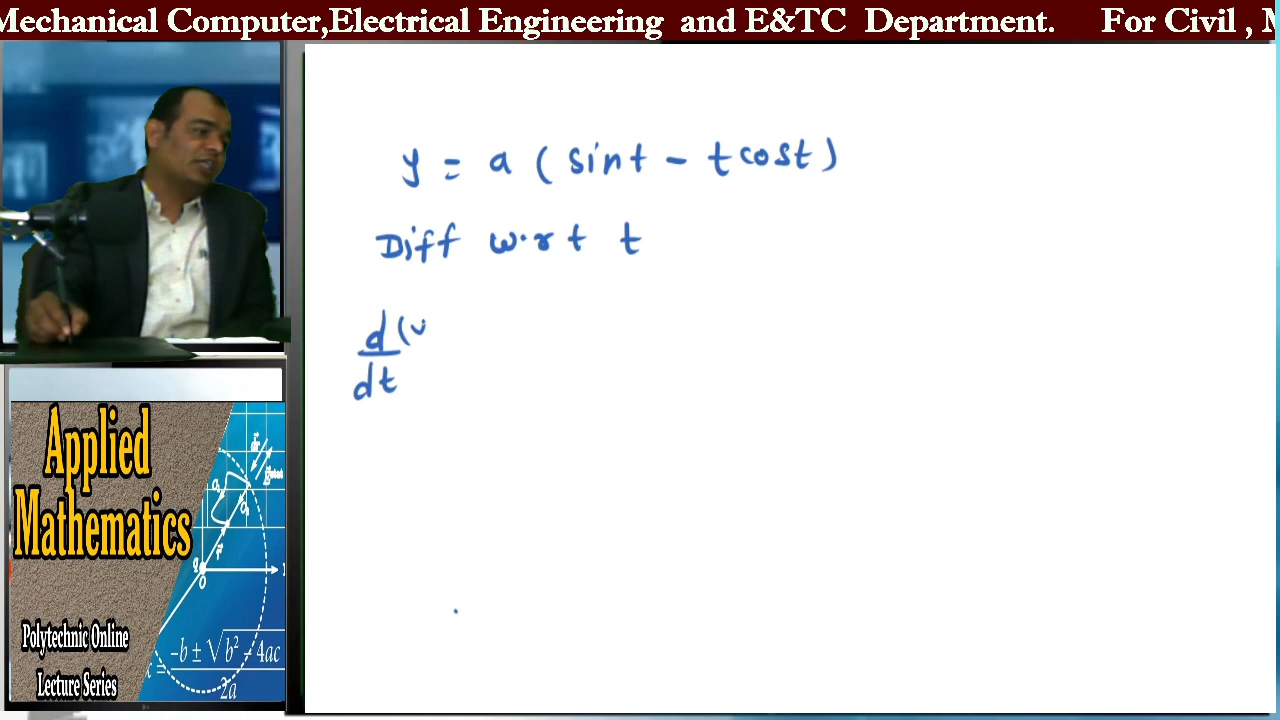 Mechanical Computer,Electrical Engineering and E&TC Department. For Civil , M
y = a ( sint - t cost )
Diff w.r t t
d (
dt
Applied
Mathematics
Polytechnic Online
Lecture Series
-b ± √b² - 4ac
x =
2a